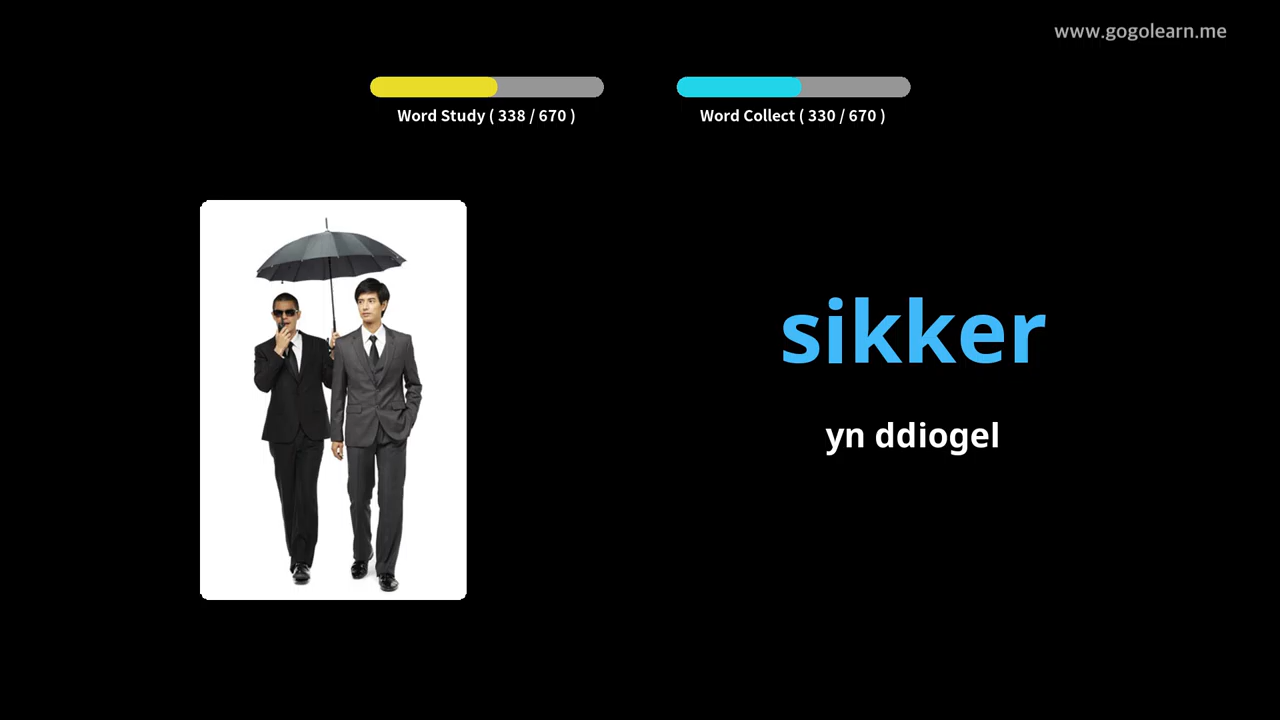 www.gogolearn.me
Word Study ( 338 / 670 )
Word Collect ( 330 / 670 )
sikker
yn ddiogel